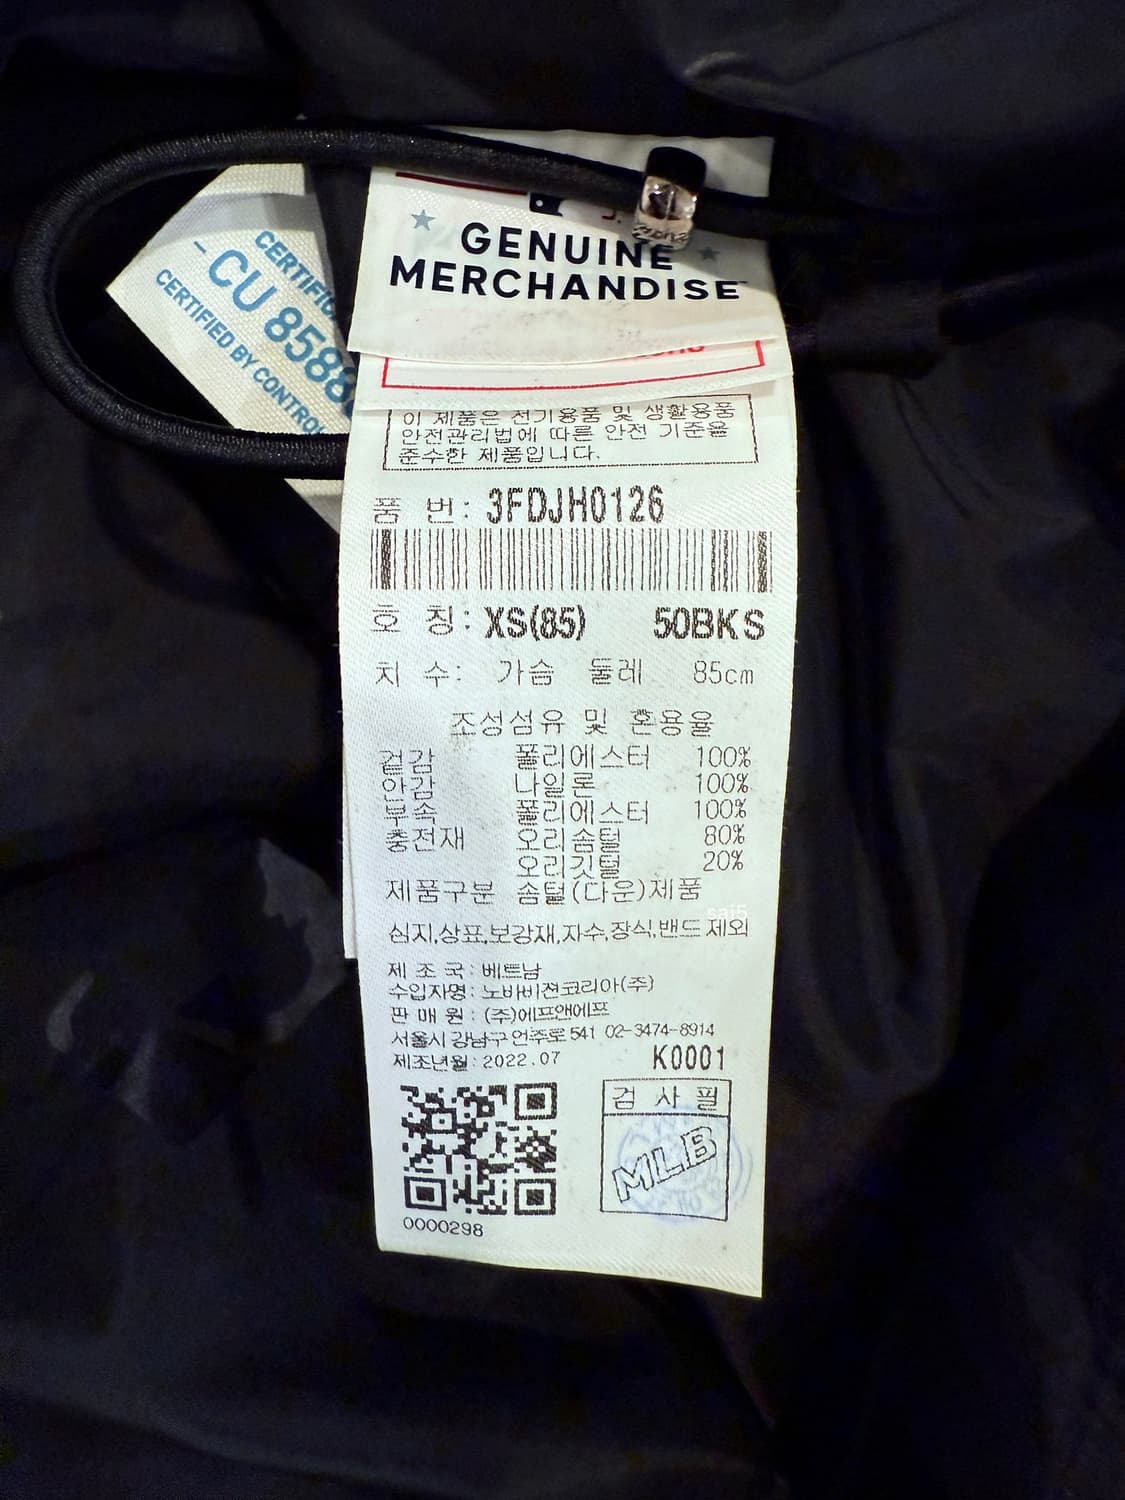 GENUINE
MERCHANDISE
CERTIFIC
- CU 8588
CERTIFIED BY CONTRO
이 제품은 전기용품 및 생활용품
안전관리법에 따른 안전 기준을
준수한 제품입니다.
품 번: 3FDJH0126
호 칭: XS(85) 50BKS
치 수: 가슴 둘레 85cm
조성섬유 및 혼용율
겉감 폴리에스터 100%
안감 나일론 100%
부속 폴리에스터 100%
충전재 오리솜털 80%
오리깃털 20%
제품구분 솜털(다운)제품
sai5
심지,상표,보강재,자수,장식,밴드 제외
제 조 국 : 베트남
수입자명 : 노바비젼코리아(주)
판 매 원 : (주)에프앤에프
서울시 강남구 언주로 541 02-3474-8914
제조년월 : 2022.07 K0001
검 사 필
MLB
0000298